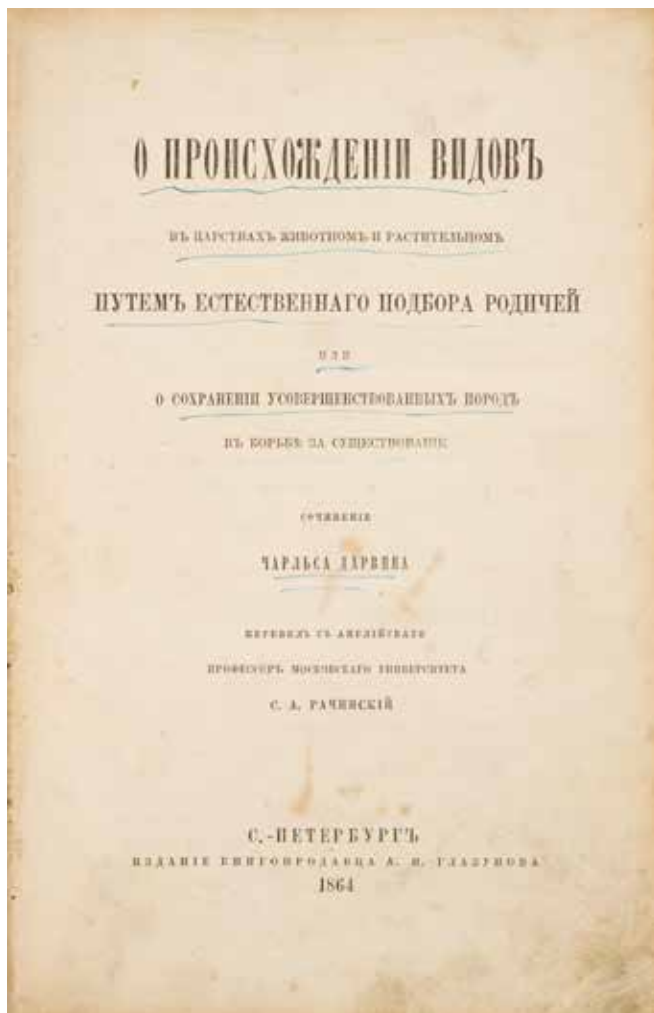 О ПРОИСХОЖДЕНІИ ВИДОВЪ
ВЪ ЦАРСТВАХЪ ЖИВОТНОМЪ И РАСТИТЕЛЬНОМЪ
ПУТЕМЪ ЕСТЕСТВЕННАГО ПОДБОРА РОДИЧЕЙ
ИЛИ
О СОХРАНЕНІИ УСОВЕРШЕНСТВОВАННЫХЪ ПОРОДЪ
ВЪ БОРЬБѢ ЗА СУЩЕСТВОВАНІЕ
СОЧИНЕНІЕ
ЧАРЛЬСА ДАРВИНА
ПЕРЕВЕЛЪ СЪ АНГЛІЙСКАГО
ПРОФЕССОРЪ МОСКОВСКАГО УНИВЕРСИТЕТА
С. А. РАЧИНСКІЙ
С.-ПЕТЕРБУРГЪ
ИЗДАНІЕ КНИГОПРОДАВЦА А. И. ГЛАЗУНОВА
1864